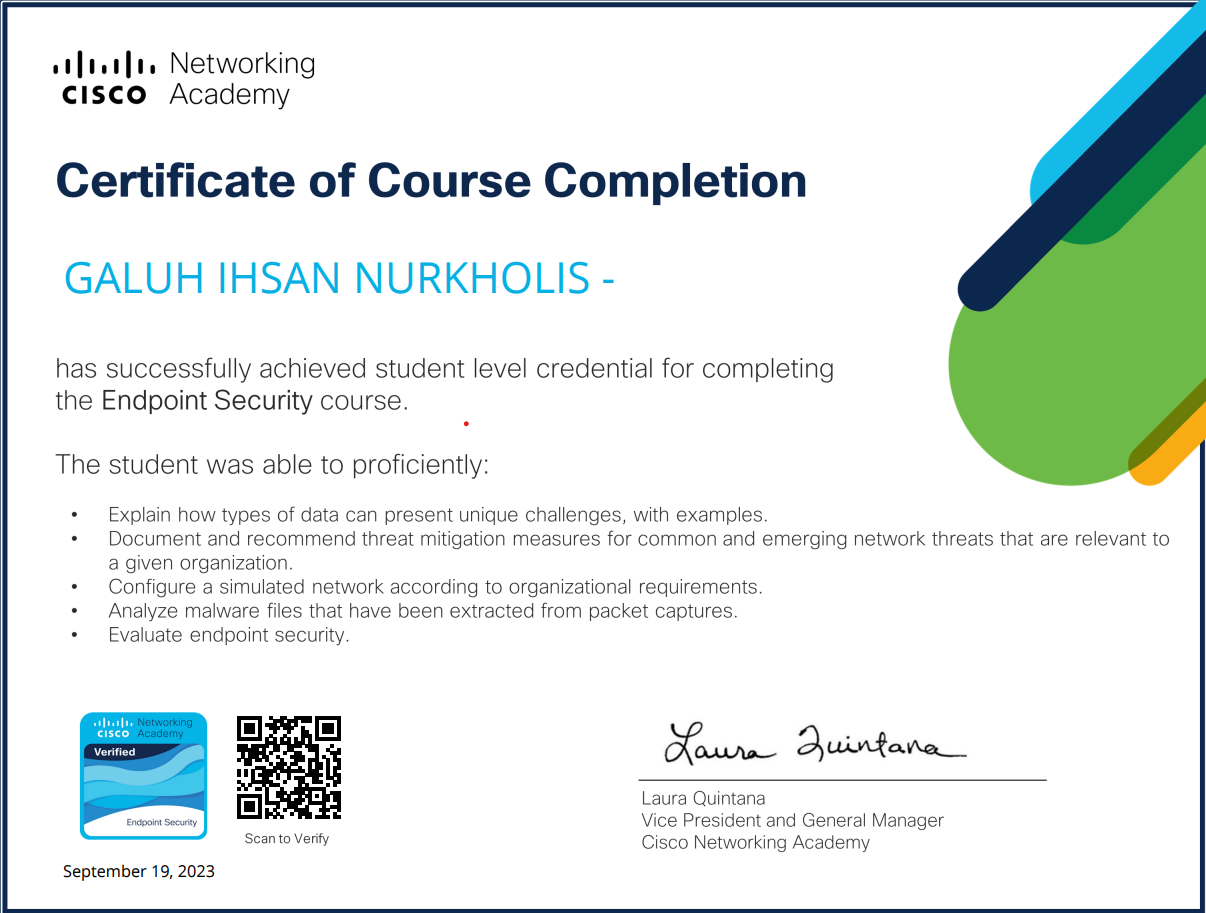 Networking
CISCO Academy
Certificate of Course Completion
GALUH IHSAN NURKHOLIS -
has successfully achieved student level credential for completing
the Endpoint Security course.
The student was able to proficiently:
• Explain how types of data can present unique challenges, with examples.
• Document and recommend threat mitigation measures for common and emerging network threats that are relevant to
a given organization.
• Configure a simulated network according to organizational requirements.
• Analyze malware files that have been extracted from packet captures.
• Evaluate endpoint security.
Networking
CISCO Academy
Verified
Endpoint Security
Scan to Verify
September 19, 2023
Laura Quintana
Laura Quintana
Vice President and General Manager
Cisco Networking Academy